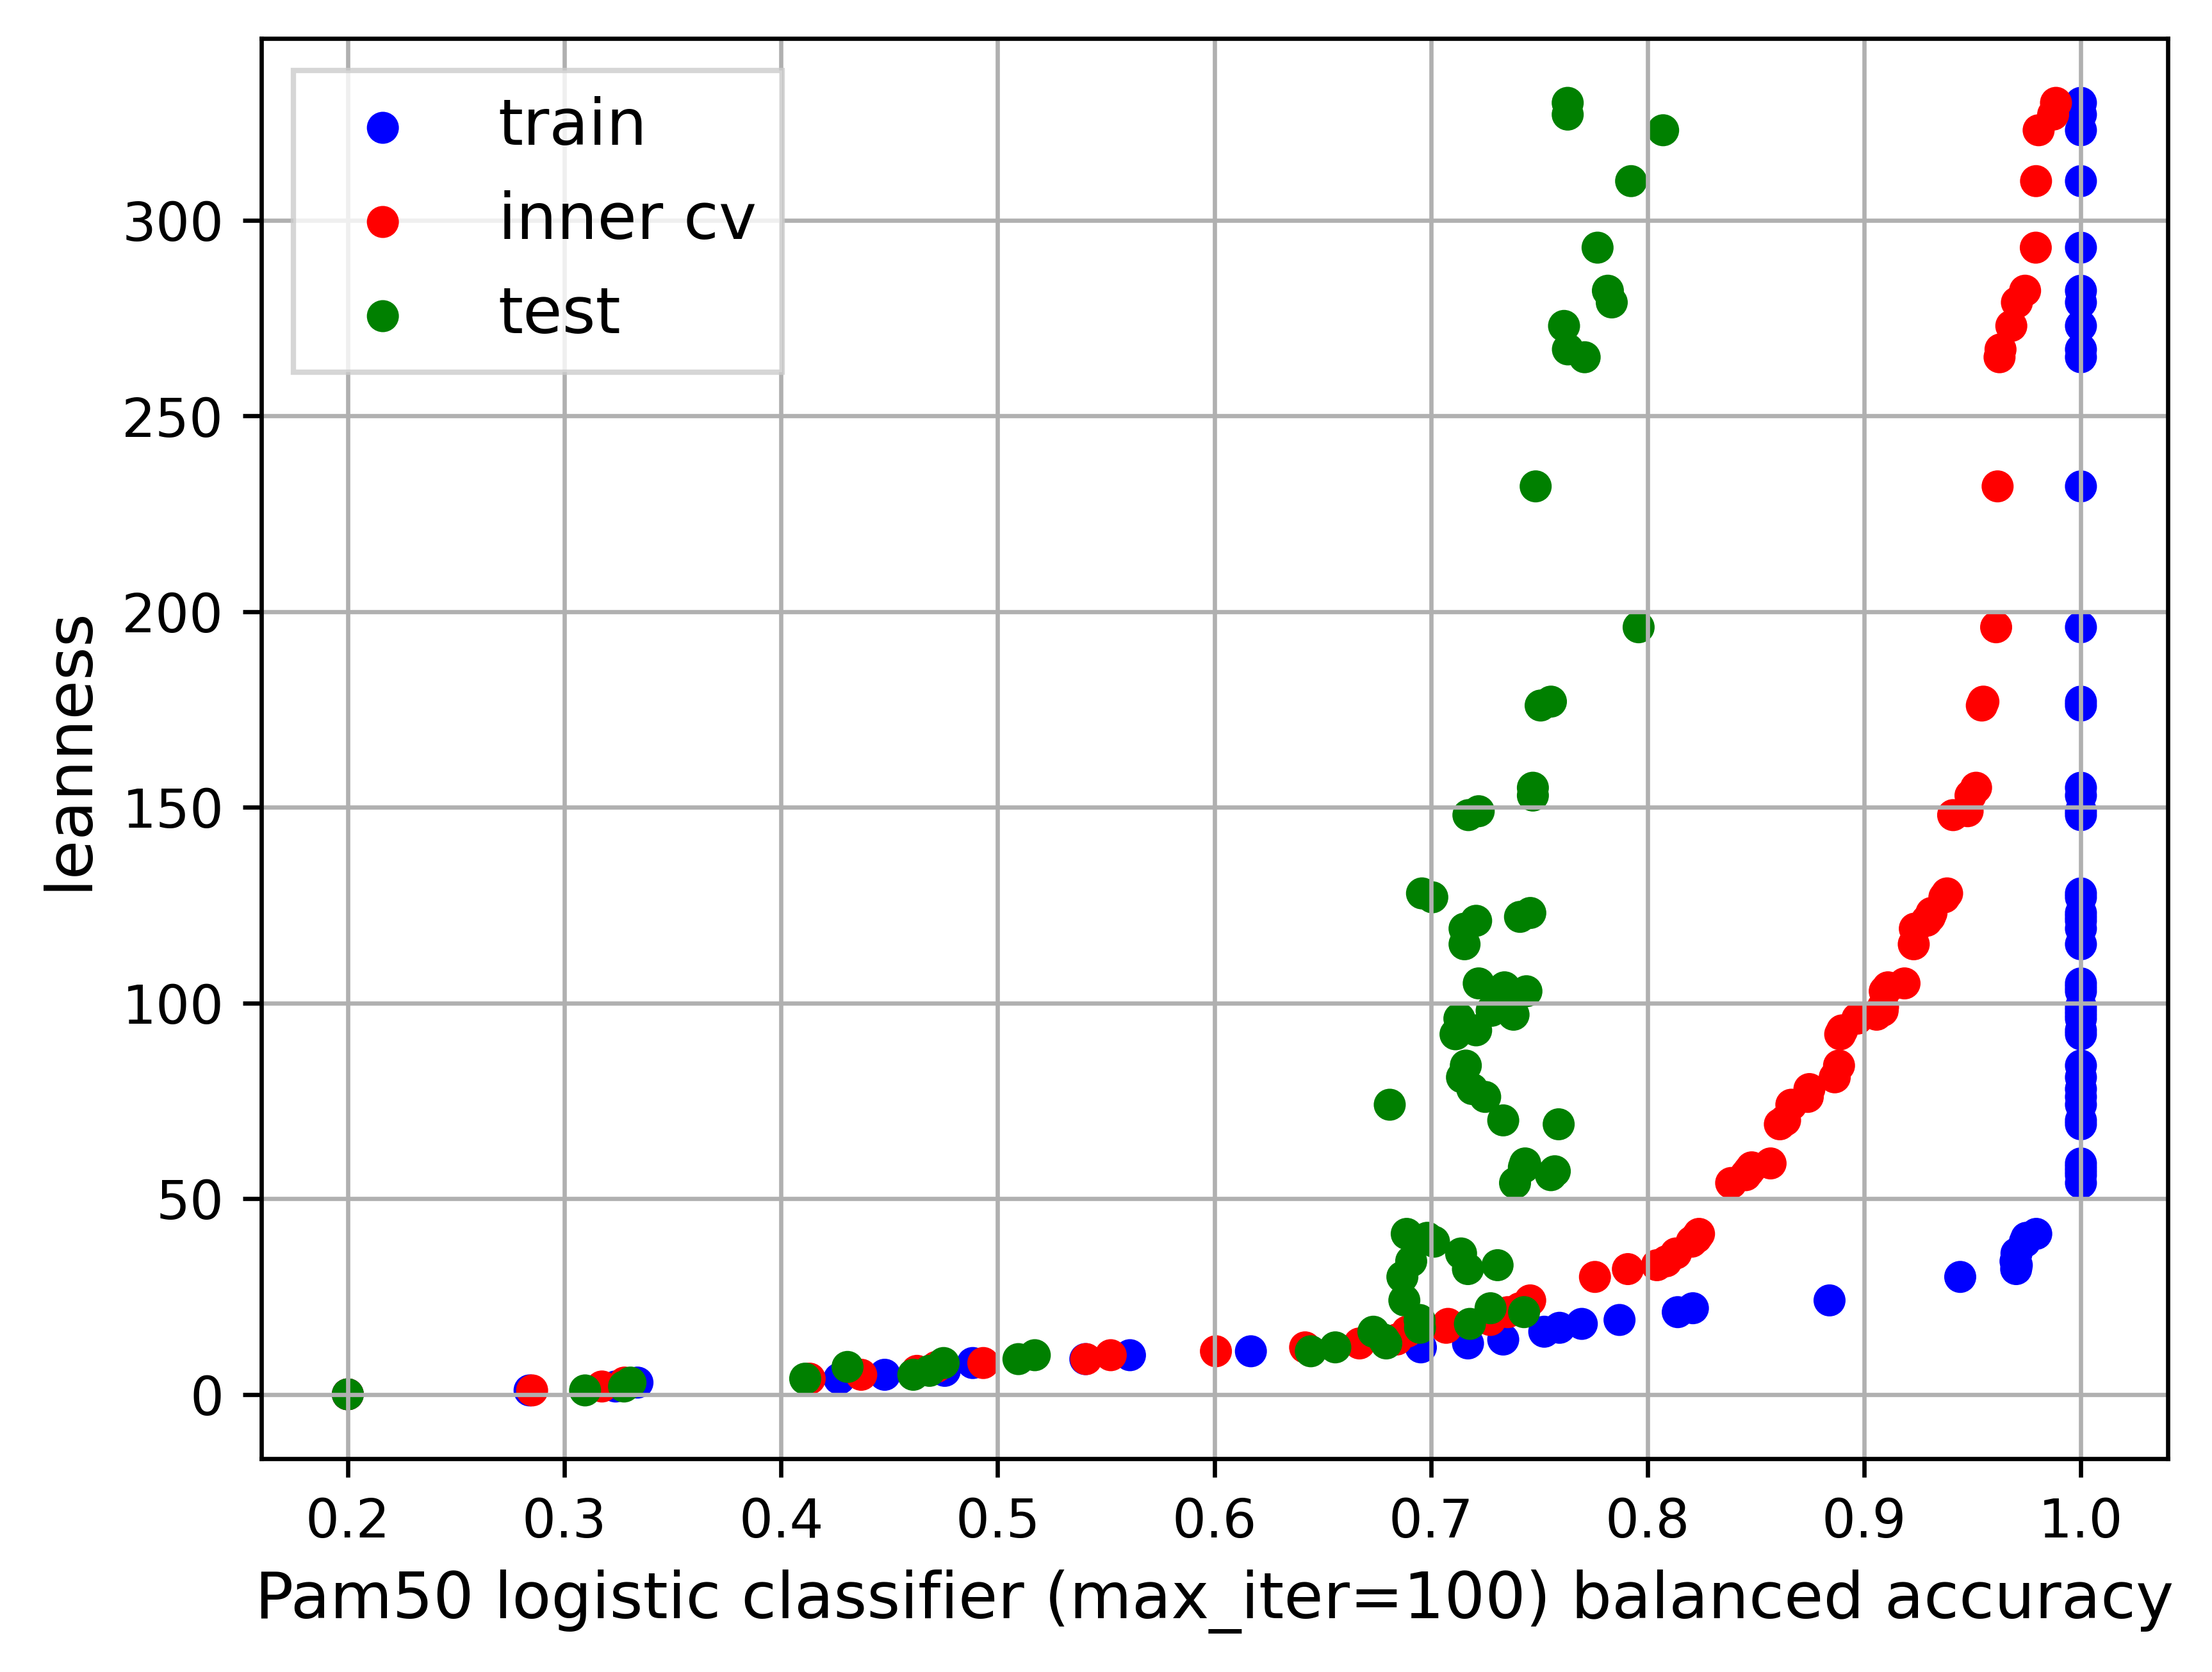 train
inner cv
test
leanness
300
250
200
150
100
50
0
0.2 0.3 0.4 0.5 0.6 0.7 0.8 0.9 1.0
Pam50 logistic classifier (max_iter=100) balanced accuracy